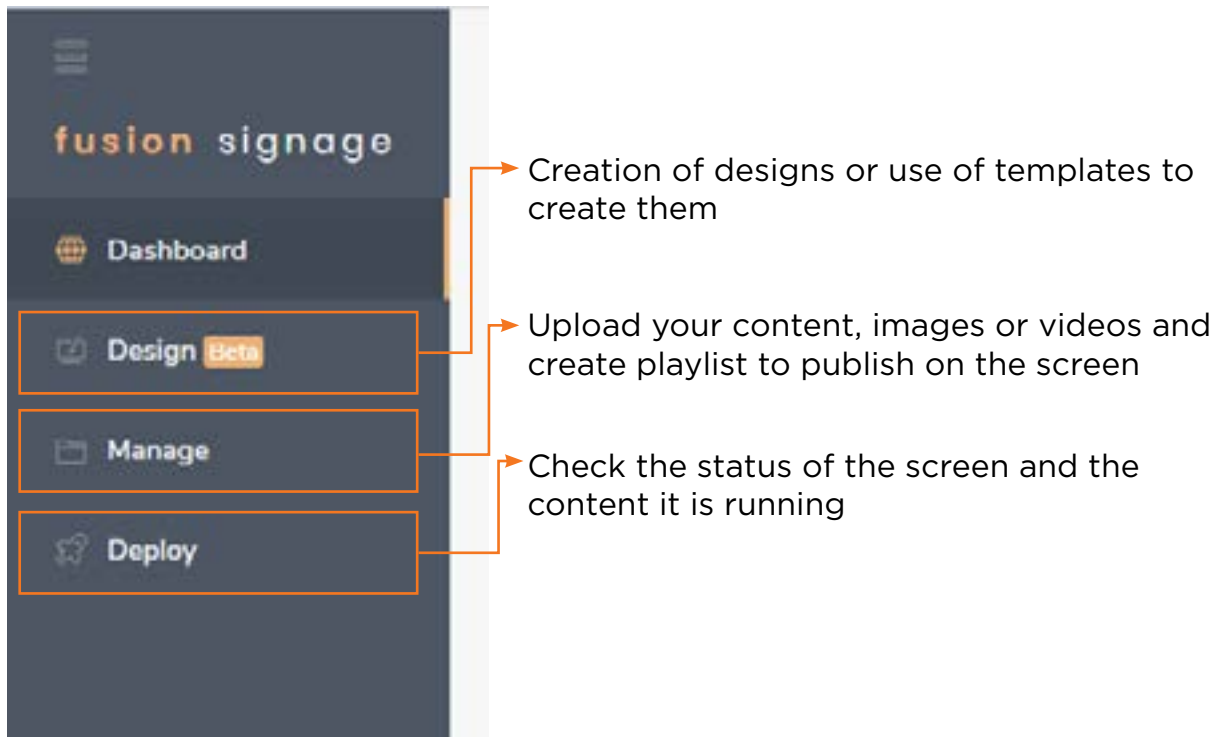 fusion signage
Dashboard
Design Beta
Manage
Deploy
Creation of designs or use of templates to
create them
Upload your content, images or videos and
create playlist to publish on the screen
Check the status of the screen and the
content it is running